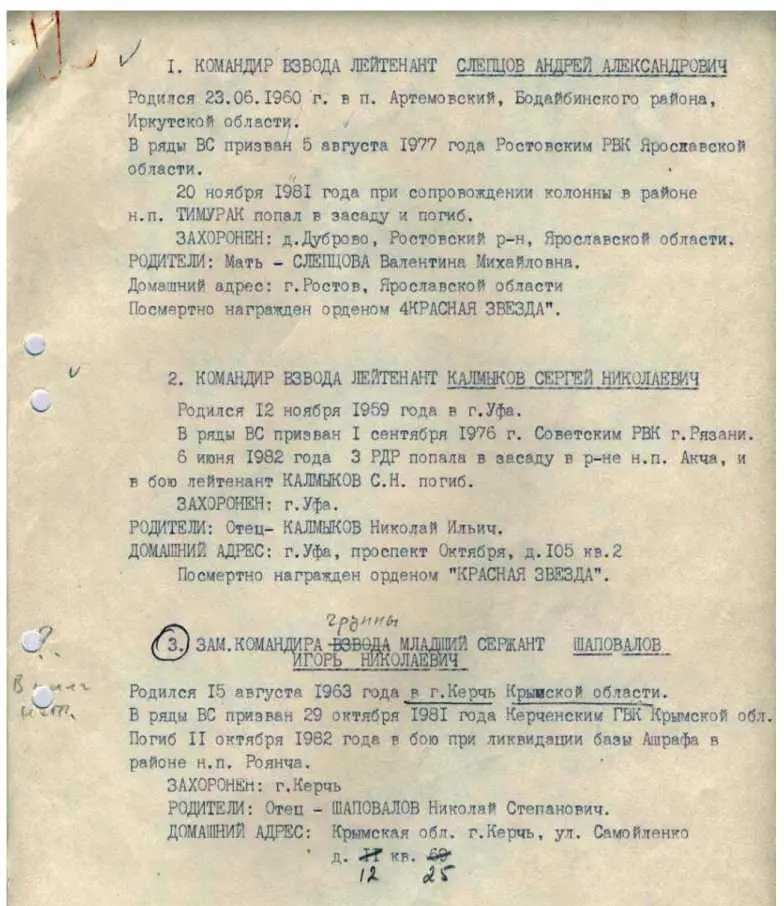 I. КОМАНДИР ВЗВОДА ЛЕЙТЕНАНТ СЛЕПЦОВ АНДРЕЙ АЛЕКСАНДРОВИЧ
Родился 23.06.1960 г. в п. Артемовский, Бодайбинского района,
Иркутской области.
В ряды ВС призван 5 августа 1977 года Ростовским РВК Ярославской
области.
20 ноября 1981 года при сопровождении колонны в районе
н.п. ТИМУРАК попал в засаду и погиб.
ЗАХОРОНЕН: д.Дуброво, Ростовский р-н, Ярославской области.
РОДИТЕЛИ: Мать - СЛЕПЦОВА Валентина Михайловна.
Домашний адрес: г.Ростов, Ярославской области
Посмертно награжден орденом 4КРАСНАЯ ЗВЕЗДА".
2. КОМАНДИР ВЗВОДА ЛЕЙТЕНАНТ КАЛМЫКОВ СЕРГЕЙ НИКОЛАЕВИЧ
Родился I2 ноября 1959 года в г.Уфа.
В ряды ВС призван I сентября 1976 г. Советским РВК г.Рязани.
6 июня 1982 года 3 РДР попала в засаду в р-не н.п. Акча, и
в бою лейтенант КАЛМЫКОВ С.Н. погиб.
ЗАХОРОНЕН: г.Уфа.
РОДИТЕЛИ: Отец- КАЛМЫКОВ Николай Ильич.
ДОМАШНИЙ АДРЕС: г.Уфа, проспект Октября, д.I05 кв.2
Посмертно награжден орденом "КРАСНАЯ ЗВЕЗДА".
группы
3. ЗАМ.КОМАНДИРА ВЗВОДА МЛАДШИЙ СЕРЖАНТ ШАПОВАЛОВ
ИГОРЬ НИКОЛАЕВИЧ
Родился I5 августа 1963 года в г.Керчь Крымской области.
В ряды ВС призван 29 октября 1981 года Керченским ГВК Крымской обл.
Погиб II октября 1982 года в бою при ликвидации базы Ашрафа в
районе н.п. Роянча.
ЗАХОРОНЕН: г.Керчь
РОДИТЕЛИ: Отец - ШАПОВАЛОВ Николай Степанович.
ДОМАШНИЙ АДРЕС: Крымская обл. г.Керчь, ул. Самойленко
д. II кв. 69
12 25